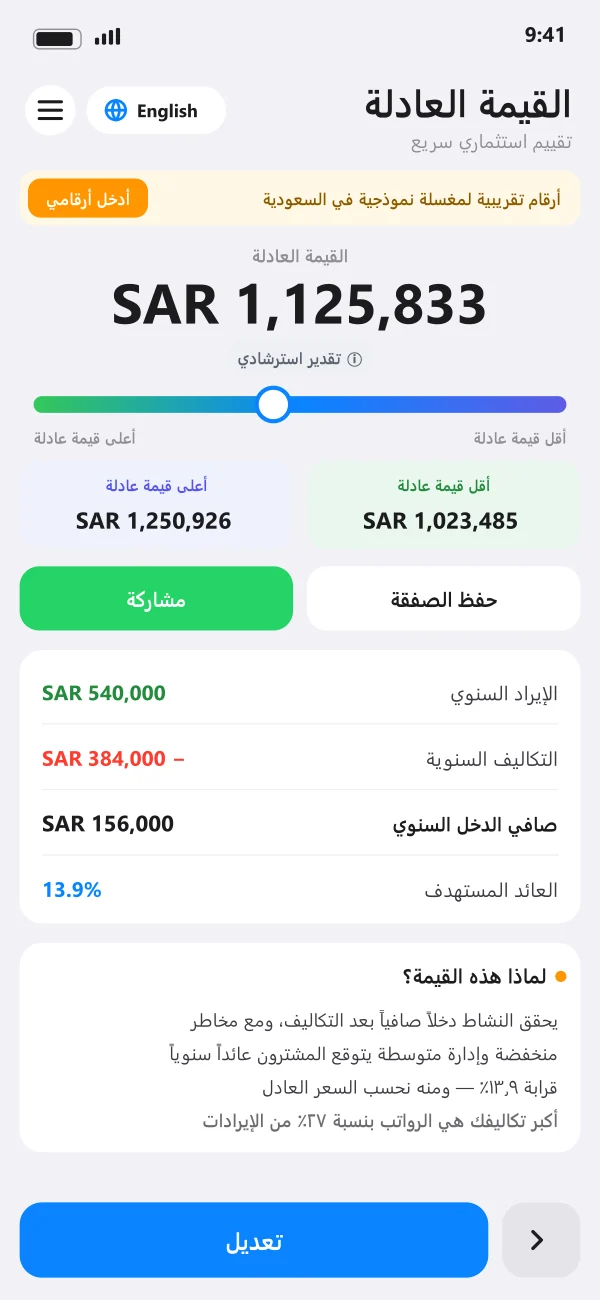 9:41
القيمة العادلة
English
تقييم استثماري سريع
أرقام تقريبية لمغسلة نموذجية في السعودية
أدخل أرقامي
القيمة العادلة
SAR 1,125,833
تقدير استرشادي
أقل قيمة عادلة
أعلى قيمة عادلة
أقل قيمة عادلة
SAR 1,023,485
أعلى قيمة عادلة
SAR 1,250,926
حفظ الصفقة
مشاركة
الإيراد السنوي
SAR 540,000
التكاليف السنوية
SAR 384,000 −
صافي الدخل السنوي
SAR 156,000
العائد المستهدف
13.9%
لماذا هذه القيمة؟
يحقق النشاط دخلاً صافياً بعد التكاليف، ومع مخاطر
منخفضة وإدارة متوسطة يتوقع المشترون عائداً سنوياً
قرابة ١٣٫٩٪ — ومنه نحسب السعر العادل
أكبر تكاليفك هي الرواتب بنسبة ٢٧٪ من الإيرادات
تعديل